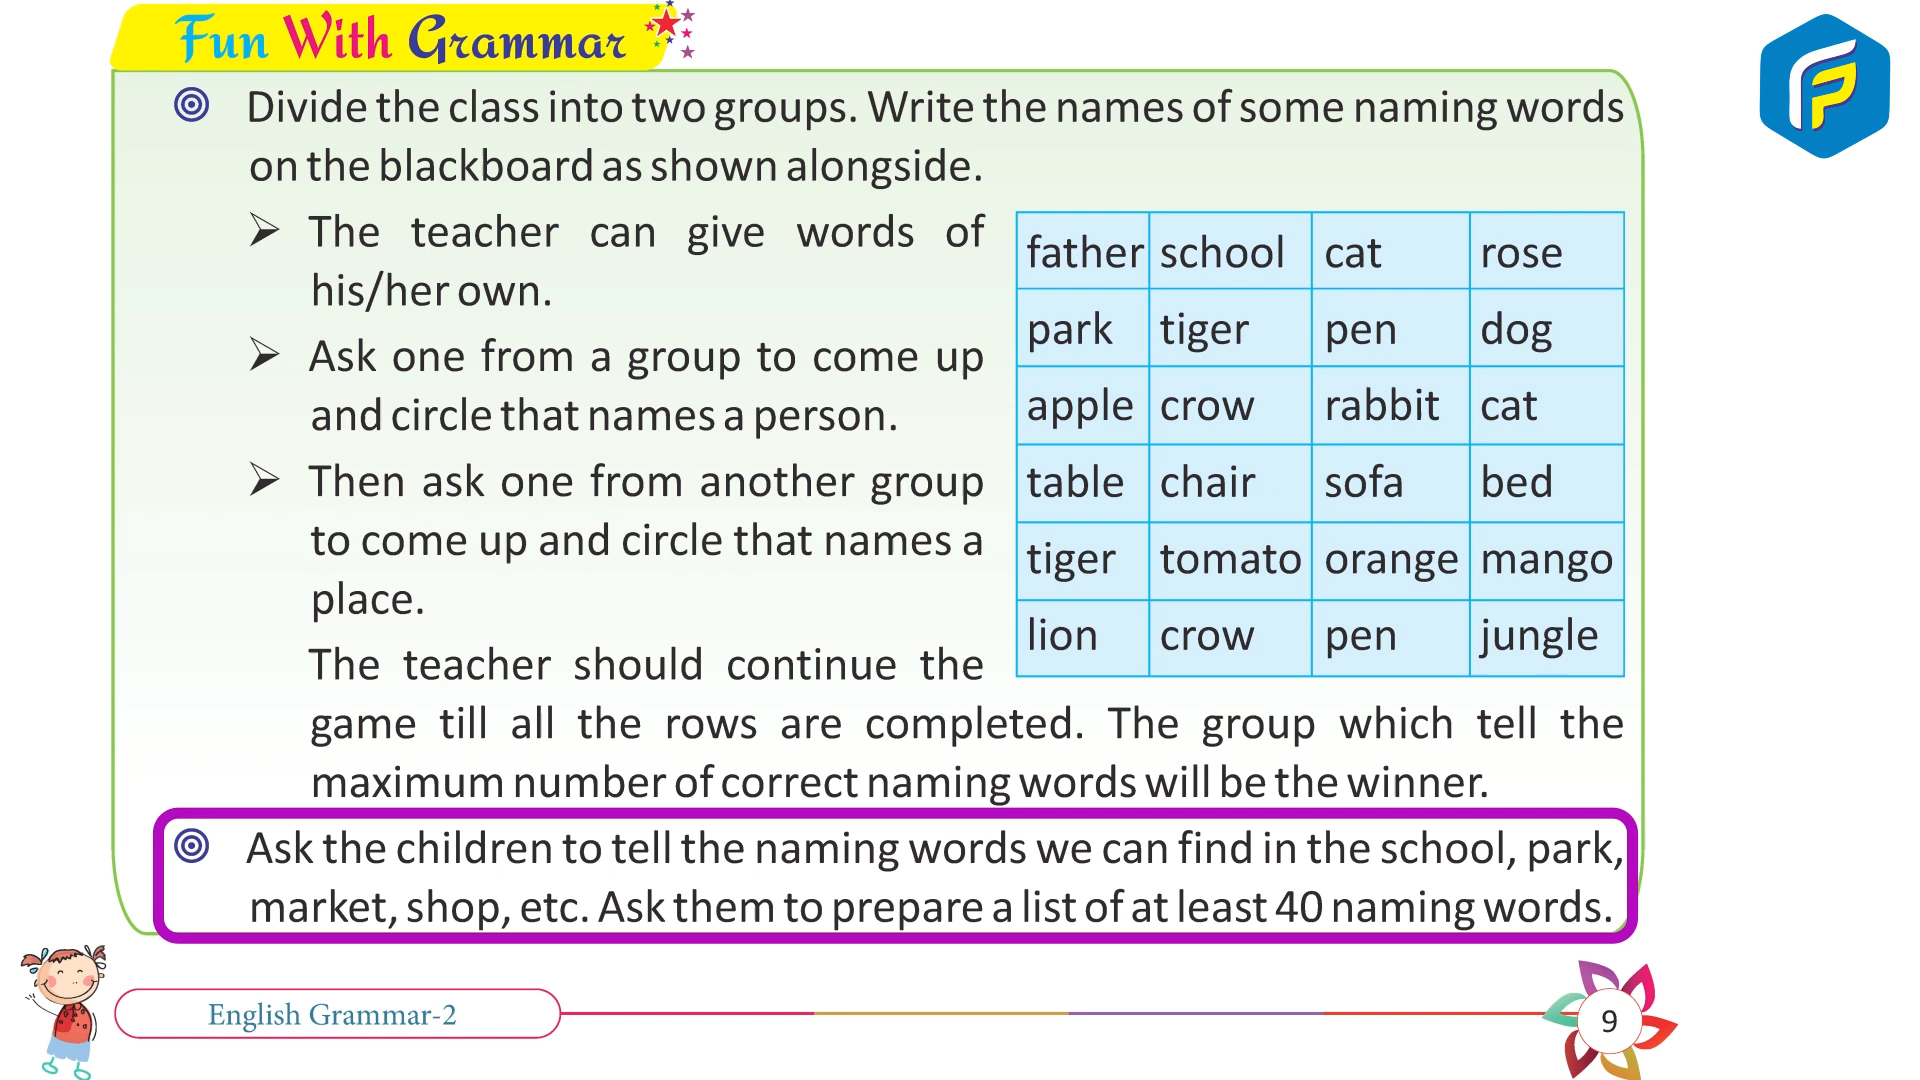 Fun With Grammar
Divide the class into two groups. Write the names of some naming words
on the blackboard as shown alongside.
The teacher can give words of
his/her own.
Ask one from a group to come up
and circle that names a person.
Then ask one from another group
to come up and circle that names a
place.
The teacher should continue the
father school cat rose
park tiger pen dog
apple crow rabbit cat
table chair sofa bed
tiger tomato orange mango
lion crow pen jungle
game till all the rows are completed. The group which tell the
maximum number of correct naming words will be the winner.
Ask the children to tell the naming words we can find in the school, park,
market, shop, etc. Ask them to prepare a list of at least 40 naming words.
English Grammar-2
9